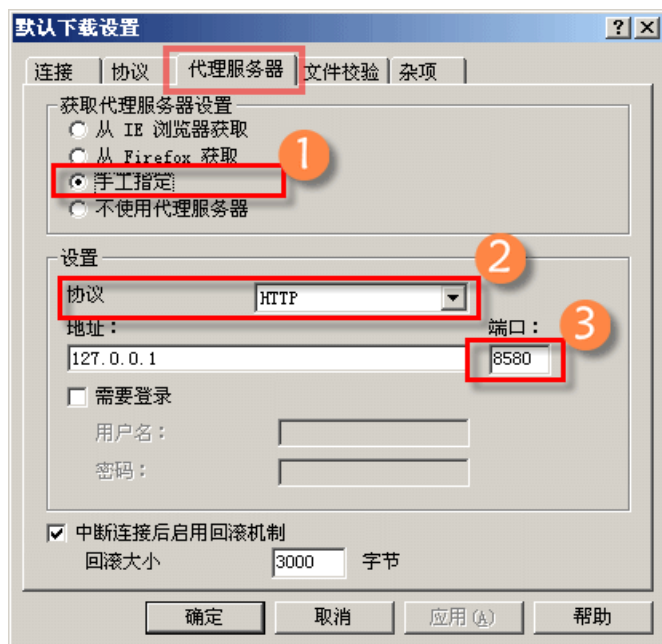 默认下载设置
连接 协议 代理服务器 文件校验 杂项
获取代理服务器设置
从 IE 浏览器获取
从 Firefox 获取
1
手工指定
不使用代理服务器
设置
2
协议 HTTP
地址： 端口：
3
127.0.0.1 8580
需要登录
用户名：
密码：
中断连接后启用回滚机制
回滚大小 3000 字节
确定 取消 应用(A) 帮助